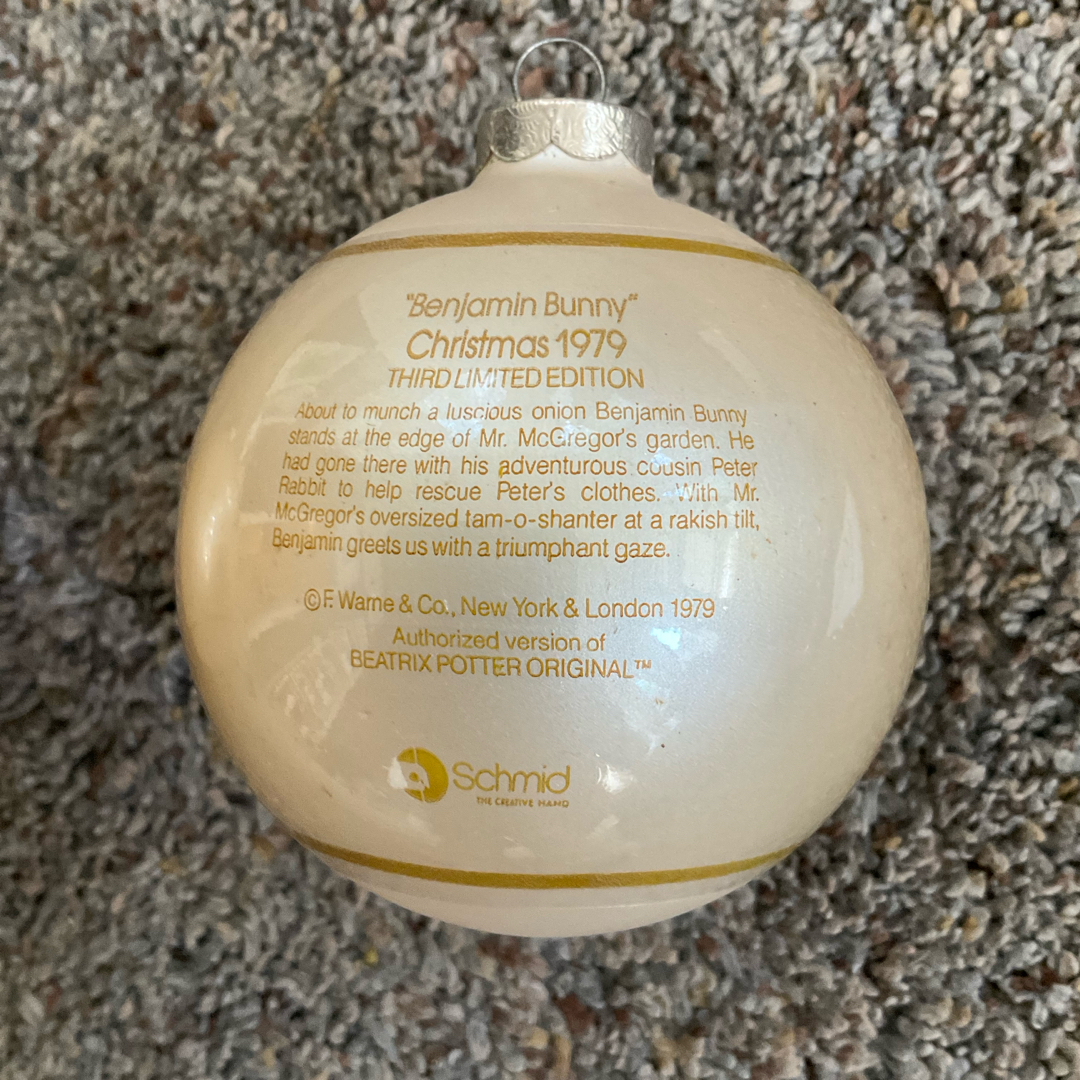 "Benjamin Bunny"
Christmas 1979
THIRD LIMITED EDITION
About to munch a luscious onion Benjamin Bunny
stands at the edge of Mr. McGregor's garden. He
had gone there with his adventurous cousin Peter
Rabbit to help rescue Peter's clothes. With Mr.
McGregor's oversized tam-o-shanter at a rakish tilt,
Benjamin greets us with a triumphant gaze.
©F. Warne & Co., New York & London 1979
Authorized version of
BEATRIX POTTER ORIGINAL™
Schmid
THE CREATIVE HAND